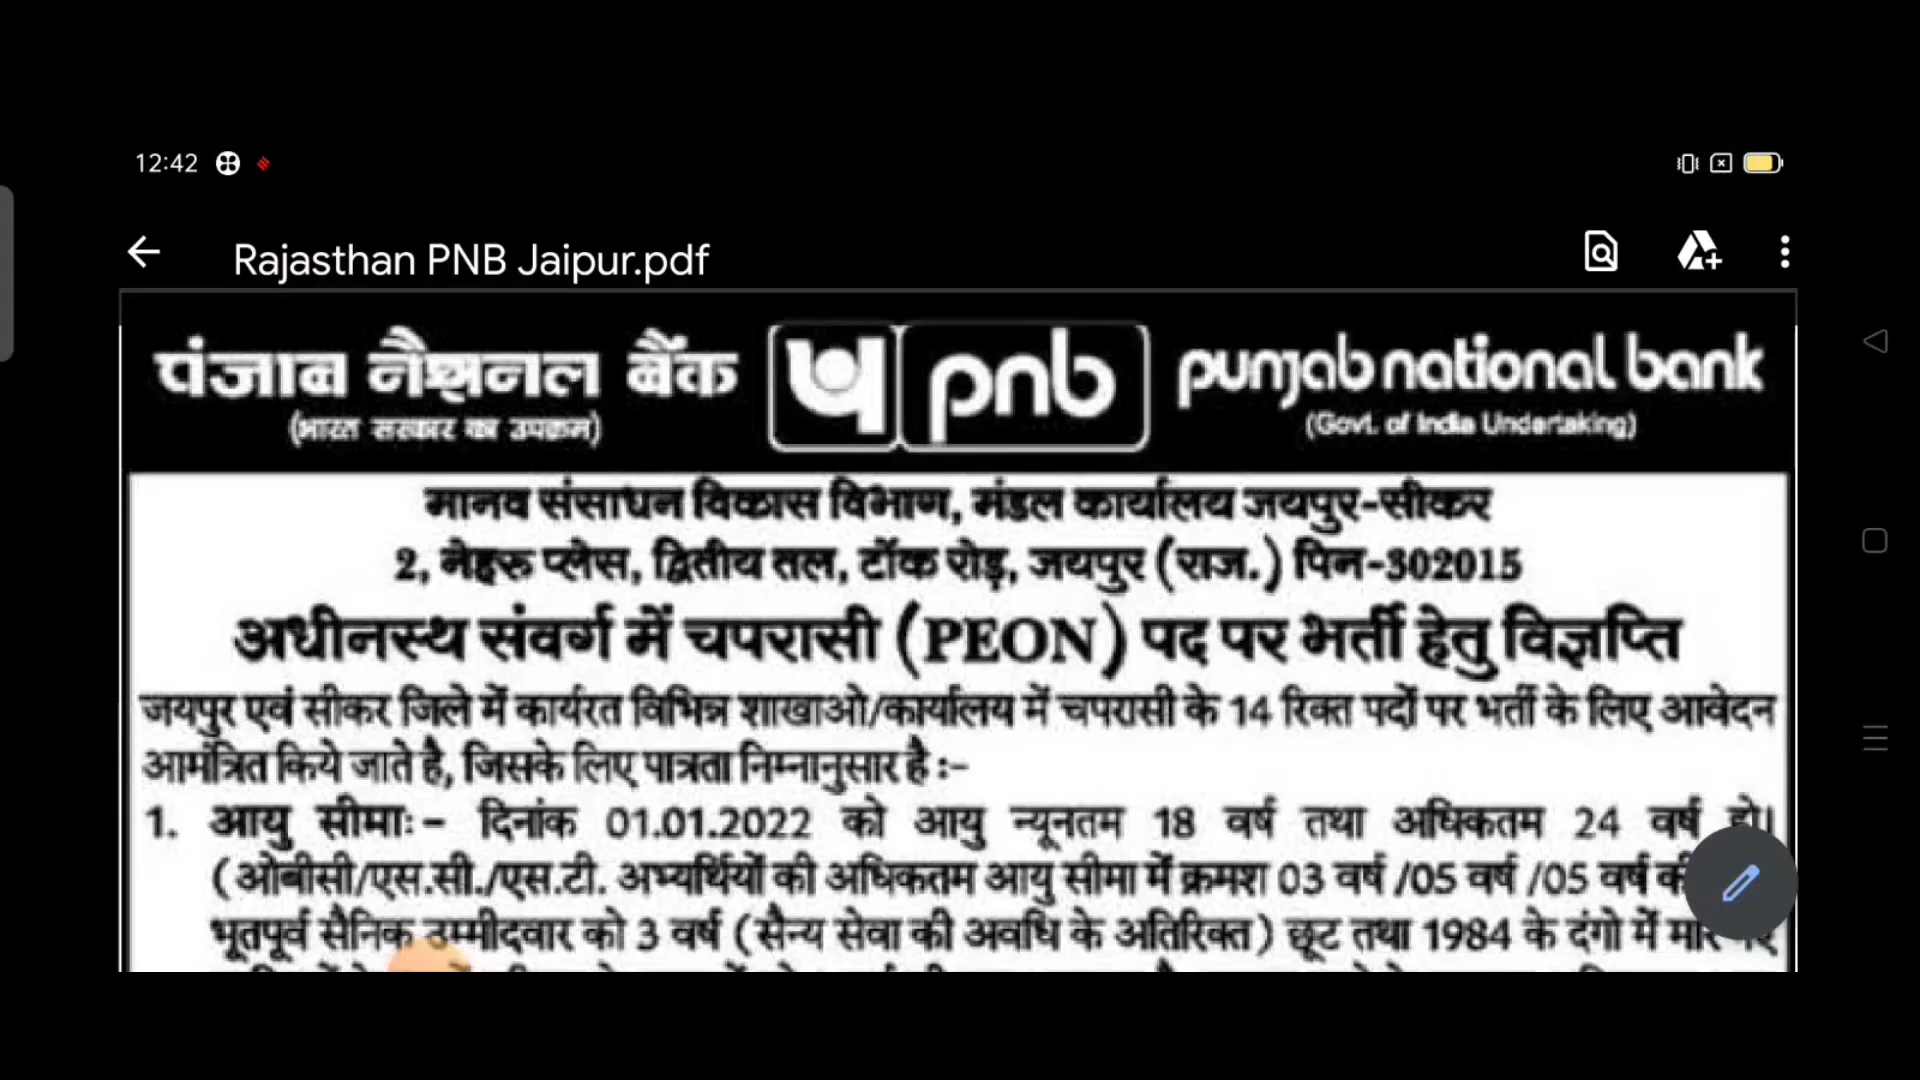 12:42
Rajasthan PNB Jaipur.pdf
पंजाब नैशनल बैंक
(भारत सरकार का उपक्रम)
प pnb
punjab national bank
(Govt. of India Undertaking)
मानव संसाधन विकास विभाग, मंडल कार्यालय जयपुर-सीकर
2, नेहरु प्लेस, द्वितीय तल, टोंक रोड़, जयपुर (राज.) पिन-302015
अधीनस्थ संवर्ग में चपरासी (PEON) पद पर भर्ती हेतु विज्ञप्ति
जयपुर एवं सीकर जिले में कार्यरत विभिन्न शाखाओ/कार्यालय में चपरासी के 14 रिक्त पदों पर भर्ती के लिए आवेदन
आमंत्रित किये जाते है, जिसके लिए पात्रता निम्नानुसार है :-
1. आयु सीमाः- दिनांक 01.01.2022 को आयु न्यूनतम 18 वर्ष तथा अधिकतम 24 वर्ष हो।
(ओबीसी/एस.सी./एस.टी. अभ्यर्थियों की अधिकतम आयु सीमा में क्रमश 03 वर्ष /05 वर्ष /05 वर्ष की
भूतपूर्व सैनिक उम्मीदवार को 3 वर्ष (सैन्य सेवा की अवधि के अतिरिक्त) छूट तथा 1984 के दंगो में